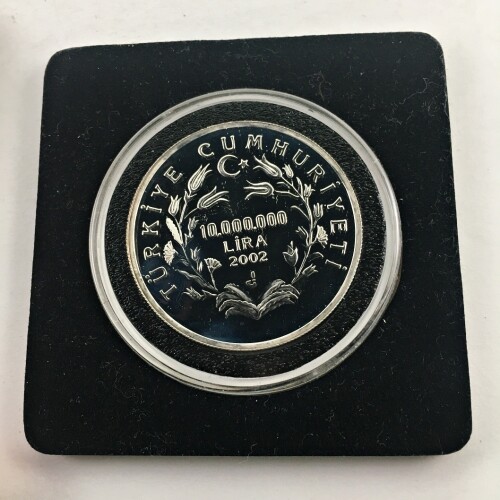 TÜRKİYE CUMHURİYETİ
10.000.000
LİRA
2002